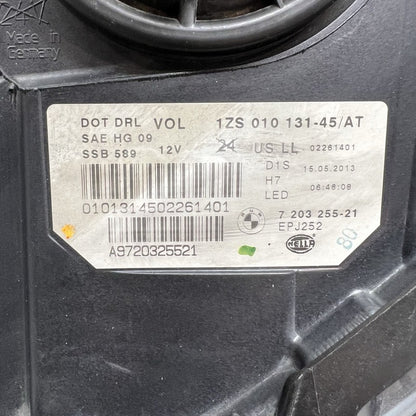 Made in
Germany
DOT DRL VOL 1ZS 010 131-45/AT
SAE HG 09 12V 24 US LL 02261401
SSB 589 D1S 15.05.2013
H7 06:46:08
LED
0101314502261401
7 203 255-21
EPJ252
A9720325521
HELLA
80